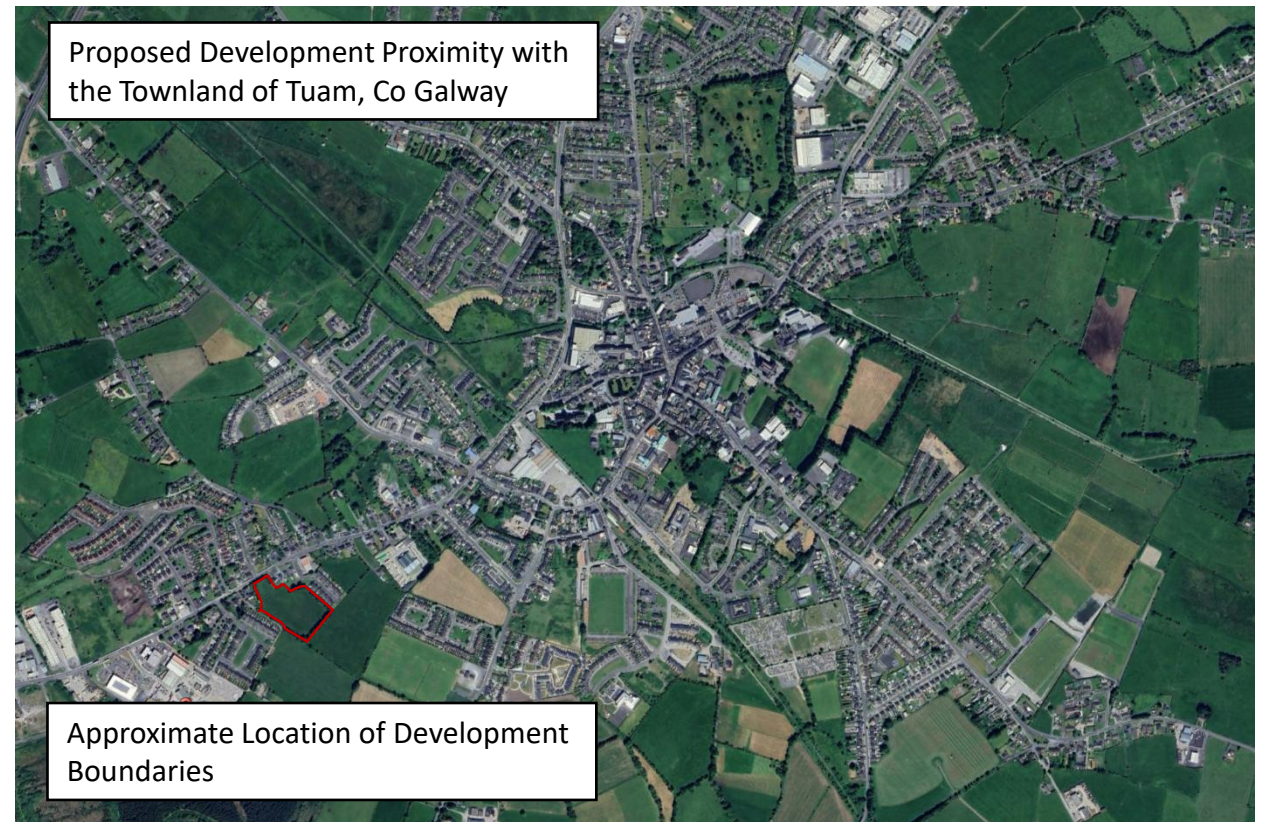 Proposed Development Proximity with
the Townland of Tuam, Co Galway
Approximate Location of Development
Boundaries